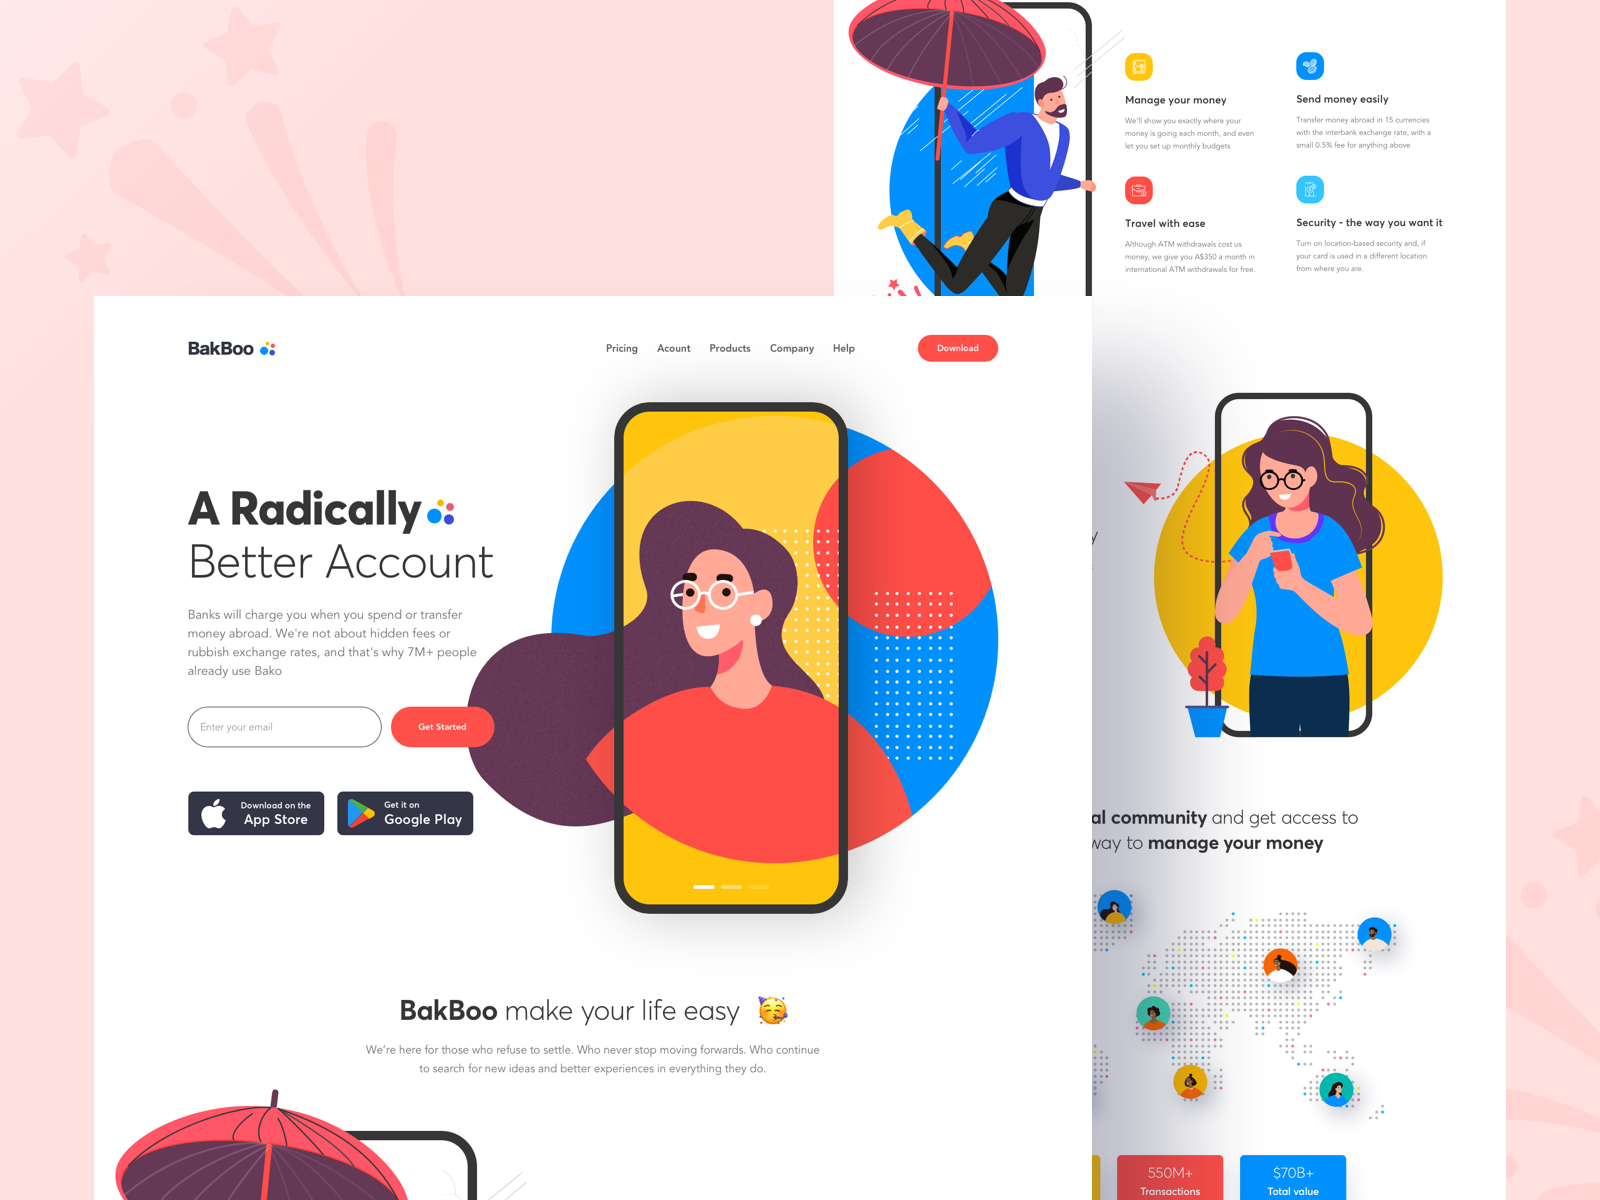 Manage your money
We'll show you exactly where your
money is going each month, and even
let you set up monthly budgets
Send money easily
Transfer money abroad in 15 currencies
with the interbank exchange rate, with a
small 0.5% fee for anything above
Travel with ease
Although ATM withdrawals cost us
money, we give you A$350 a month in
international ATM withdrawals for free.
Security - the way you want it
Turn on location-based security and, if
your card is used in a different location
from where you are.
BakBoo
Pricing
Acount
Products
Company
Help
Download
A Radically
Better Account
Banks will charge you when you spend or transfer
money abroad. We're not about hidden fees or
rubbish exchange rates, and that's why 7M+ people
already use Bako
Enter your email
Get Started
Download on the
App Store
Get it on
Google Play
al community and get access to
way to manage your money
BakBoo make your life easy
We're here for those who refuse to settle. Who never stop moving forwards. Who continue
to search for new ideas and better experiences in everything they do.
550M+
Transactions
$70B+
Total value